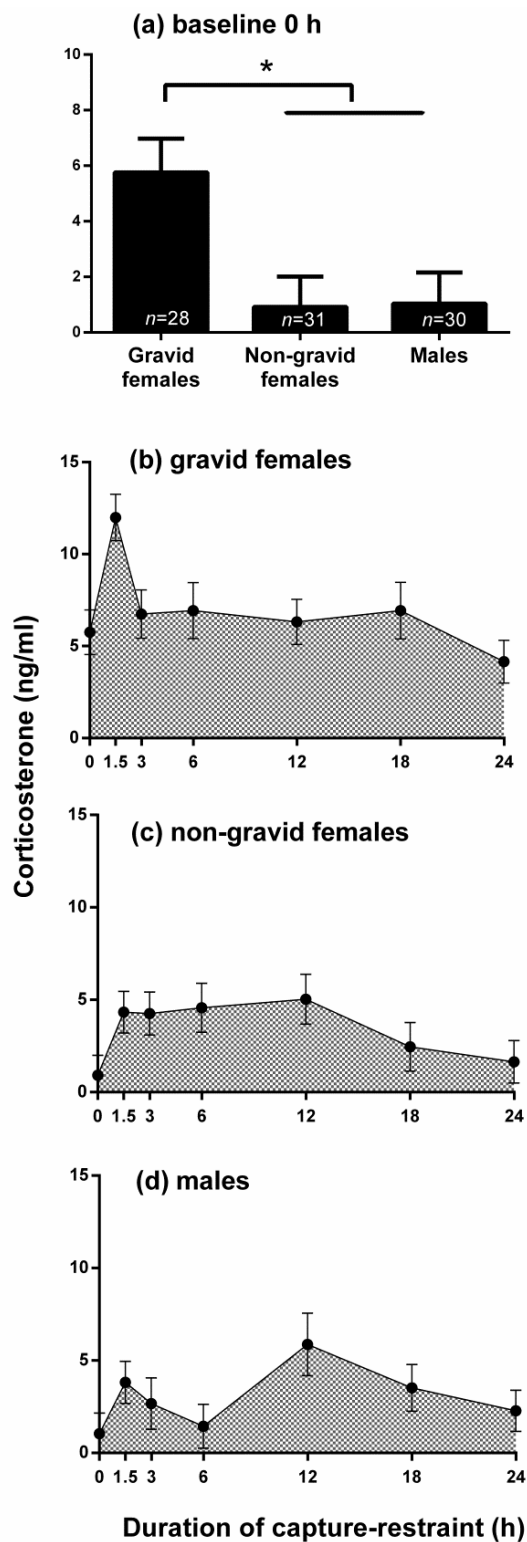 (a) baseline 0 h
10
*
8
6
4
2
0
n=28
n=31
n=30
Gravid
females
Non-gravid
females
Males
Corticosterone (ng/ml)
(b) gravid females
15
10
5
0
0 1.5 3 6 12 18 24
(c) non-gravid females
15
10
5
0
0 1.5 3 6 12 18 24
(d) males
15
10
5
0
0 1.5 3 6 12 18 24
Duration of capture-restraint (h)